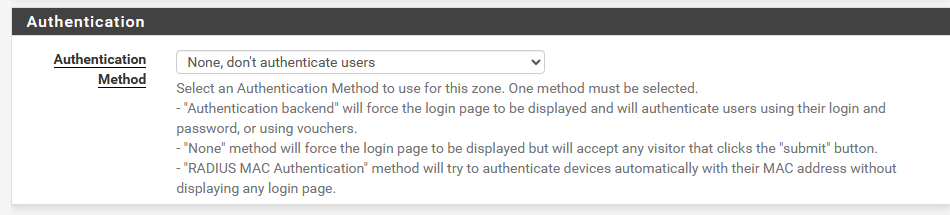 Authentication
Authentication
Method
None, don't authenticate users
Select an Authentication Method to use for this zone. One method must be selected.
- "Authentication backend" will force the login page to be displayed and will authenticate users using their login and
password, or using vouchers.
- "None" method will force the login page to be displayed but will accept any visitor that clicks the "submit" button.
- "RADIUS MAC Authentication" method will try to authenticate devices automatically with their MAC address without
displaying any login page.